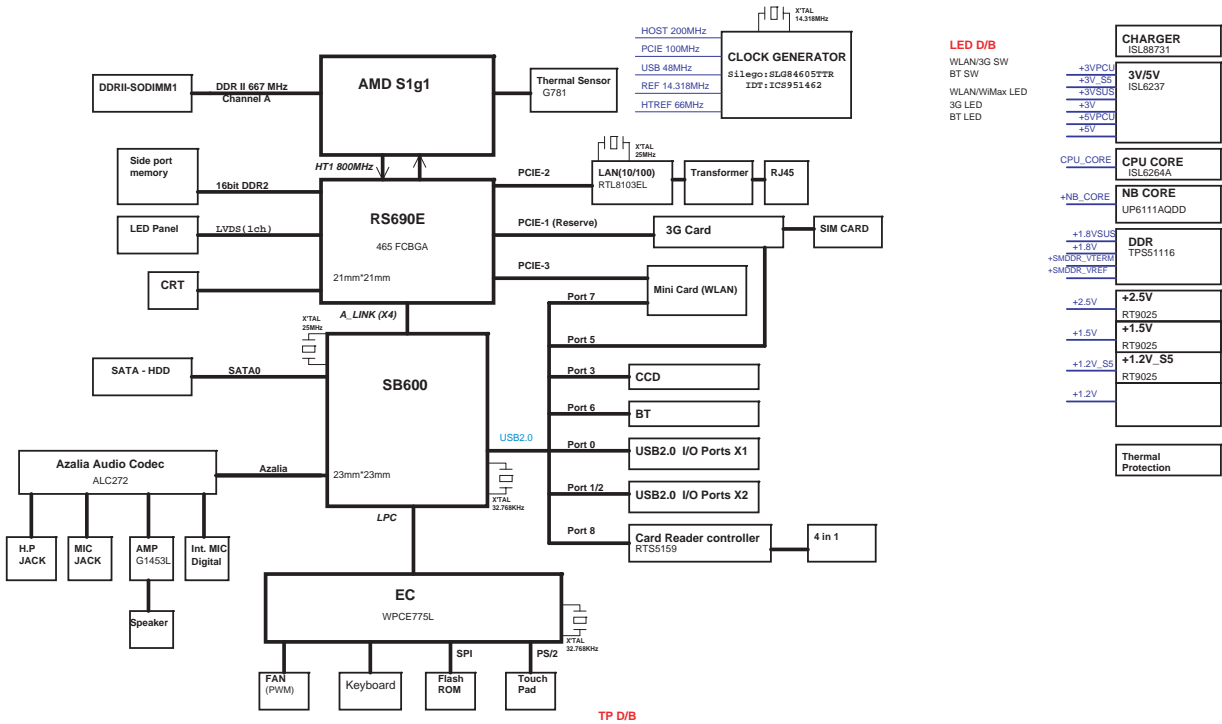 X'TAL
14.318MHz
HOST 200MHz
PCIE 100MHz
USB 48MHz
REF 14.318MHz
HTREF 66MHz
CLOCK GENERATOR
Silego:SLG84605TTR
IDT:ICS951462
LED D/B
WLAN/3G SW
BT SW
WLAN/WiMax LED
3G LED
BT LED
CHARGER
ISL88731
+3VPCU
+3V_S5
+3VSUS
+3V
+5VPCU
+5V
3V/5V
ISL6237
CPU_CORE
CPU CORE
ISL6264A
+NB_CORE
NB CORE
UP6111AQDD
+1.8VSUS
+1.8V
+SMDDR_VTERM
+SMDDR_VREF
DDR
TPS51116
+2.5V
+2.5V
RT9025
+1.5V
+1.5V
RT9025
+1.2V_S5
+1.2V_S5
RT9025
+1.2V
Thermal
Protection
DDRII-SODIMM1
DDR II 667 MHz
Channel A
AMD S1g1
Thermal Sensor
G781
HT1 800MHz
Side port
memory
16bit DDR2
LED Panel
LVDS(1ch)
CRT
RS690E
465 FCBGA
21mm*21mm
PCIE-2
X'TAL
25MHz
LAN(10/100)
RTL8103EL
Transformer
RJ45
PCIE-1 (Reserve)
3G Card
SIM CARD
PCIE-3
Mini Card (WLAN)
A_LINK (X4)
X'TAL
25MHz
SATA - HDD
SATA0
SB600
23mm*23mm
USB2.0
X'TAL
32.768KHz
Port 7
Port 5
Port 3
CCD
Port 6
BT
Port 0
USB2.0 I/O Ports X1
Port 1/2
USB2.0 I/O Ports X2
Port 8
Card Reader controller
RTS5159
4 in 1
Azalia Audio Codec
ALC272
Azalia
H.P
JACK
MIC
JACK
AMP
G1453L
Int. MIC
Digital
Speaker
LPC
EC
WPCE775L
X'TAL
32.768KHz
SPI
PS/2
FAN
(PWM)
Keyboard
Flash
ROM
Touch
Pad
TP D/B